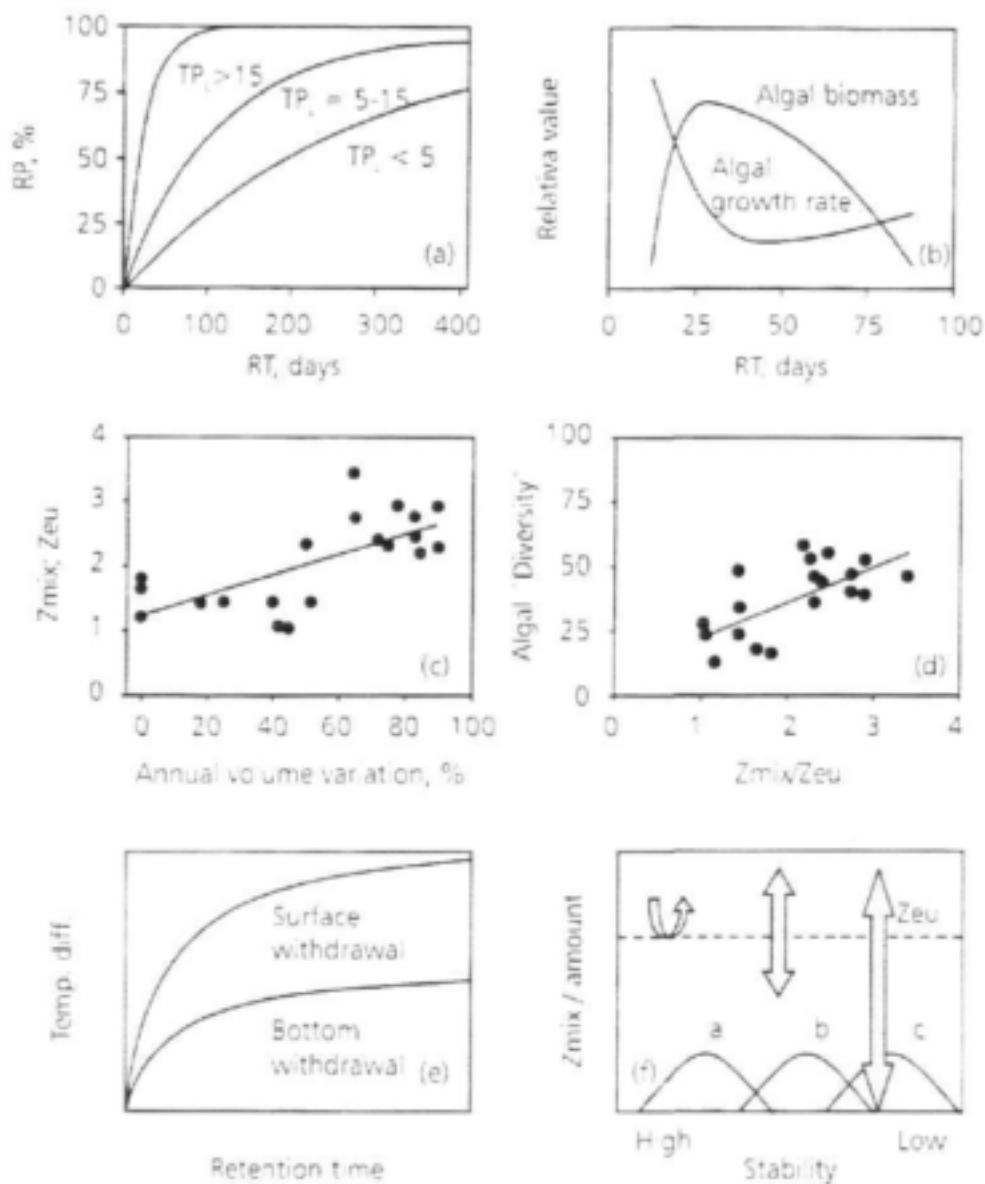 100
75
50
25
0
RP, %
TP >15
TP = 5-15
TP < 5
(a)
0 100 200 300 400
RT, days
Relativa value
Algal biomass
Algal
growth rate
(b)
0 25 50 75 100
RT, days
4
3
2
1
0
Zmix; Zeu
(c)
0 20 40 60 80 100
Annual volume variation, %
100
75
50
25
0
Algal 'Diversity'
(d)
0 1 2 3 4
Zmix/Zeu
Temp. diff.
Surface
withdrawal
Bottom
withdrawal
(e)
Retention time
Zmix / amount
Zeu
a b c
(f)
High Low
Stability